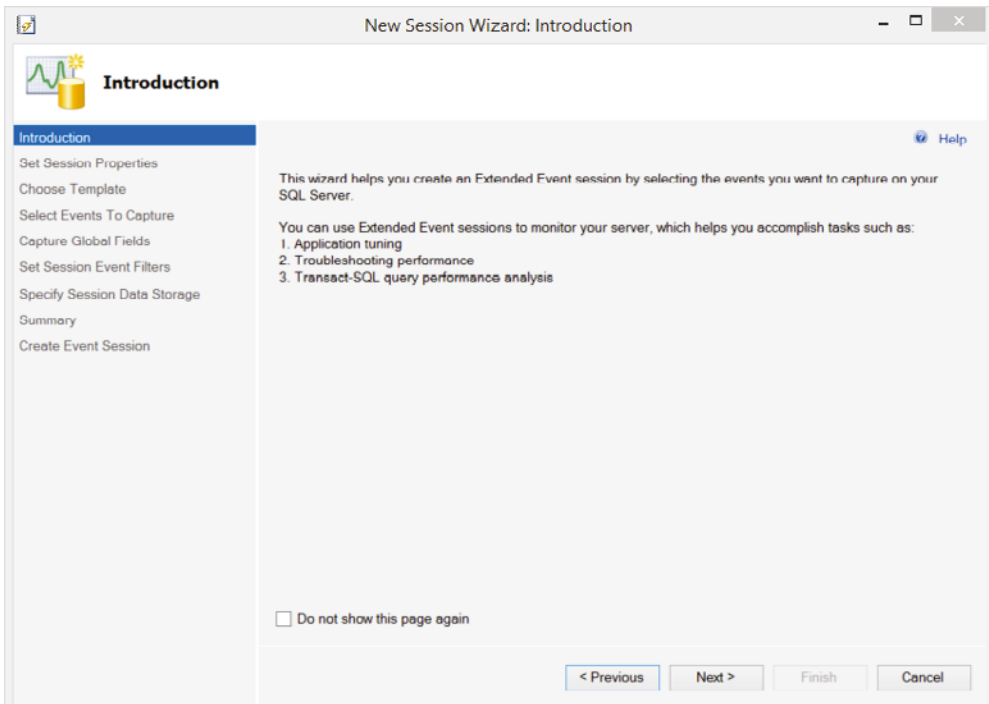 New Session Wizard: Introduction
Introduction
Introduction
Set Session Properties
Choose Template
Select Events To Capture
Capture Global Fields
Set Session Event Filters
Specify Session Data Storage
Summary
Create Event Session
Help
This wizard helps you create an Extended Event session by selecting the events you want to capture on your
SQL Server.
You can use Extended Event sessions to monitor your server, which helps you accomplish tasks such as:
1. Application tuning
2. Troubleshooting performance
3. Transact-SQL query performance analysis
Do not show this page again
< Previous
Next >
Finish
Cancel